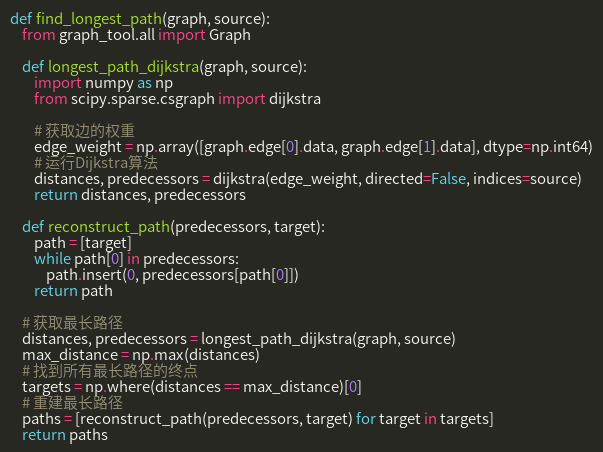 def find_longest_path(graph, source):
from graph_tool.all import Graph
def longest_path_dijkstra(graph, source):
import numpy as np
from scipy.sparse.csgraph import dijkstra
# 获取边的权重
edge_weight = np.array([graph.edge[0].data, graph.edge[1].data], dtype=np.int64)
# 运行Dijkstra算法
distances, predecessors = dijkstra(edge_weight, directed=False, indices=source)
return distances, predecessors
def reconstruct_path(predecessors, target):
path = [target]
while path[0] in predecessors:
path.insert(0, predecessors[path[0]])
return path
# 获取最长路径
distances, predecessors = longest_path_dijkstra(graph, source)
max_distance = np.max(distances)
# 找到所有最长路径的终点
targets = np.where(distances == max_distance)[0]
# 重建最长路径
paths = [reconstruct_path(predecessors, target) for target in targets]
return paths